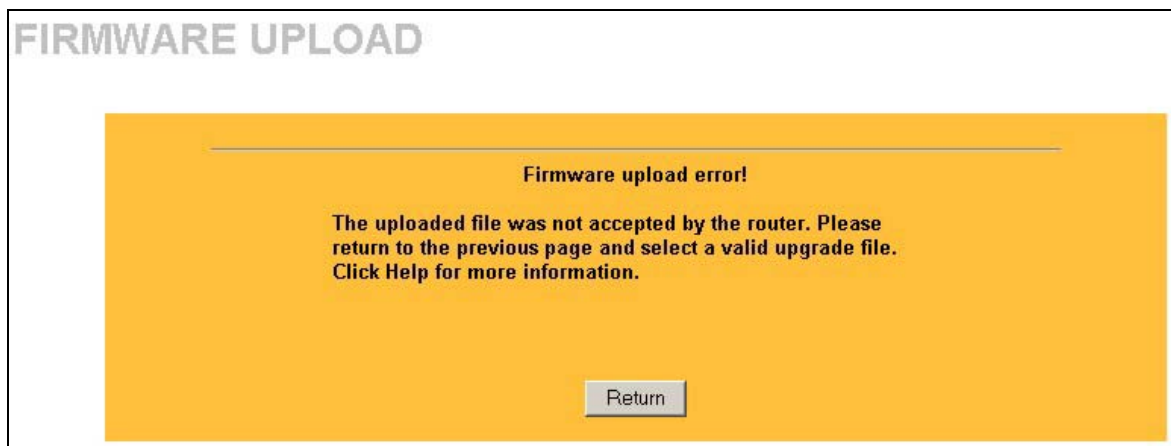 FIRMWARE UPLOAD
Firmware upload error!
The uploaded file was not accepted by the router. Please
return to the previous page and select a valid upgrade file.
Click Help for more information.
Return